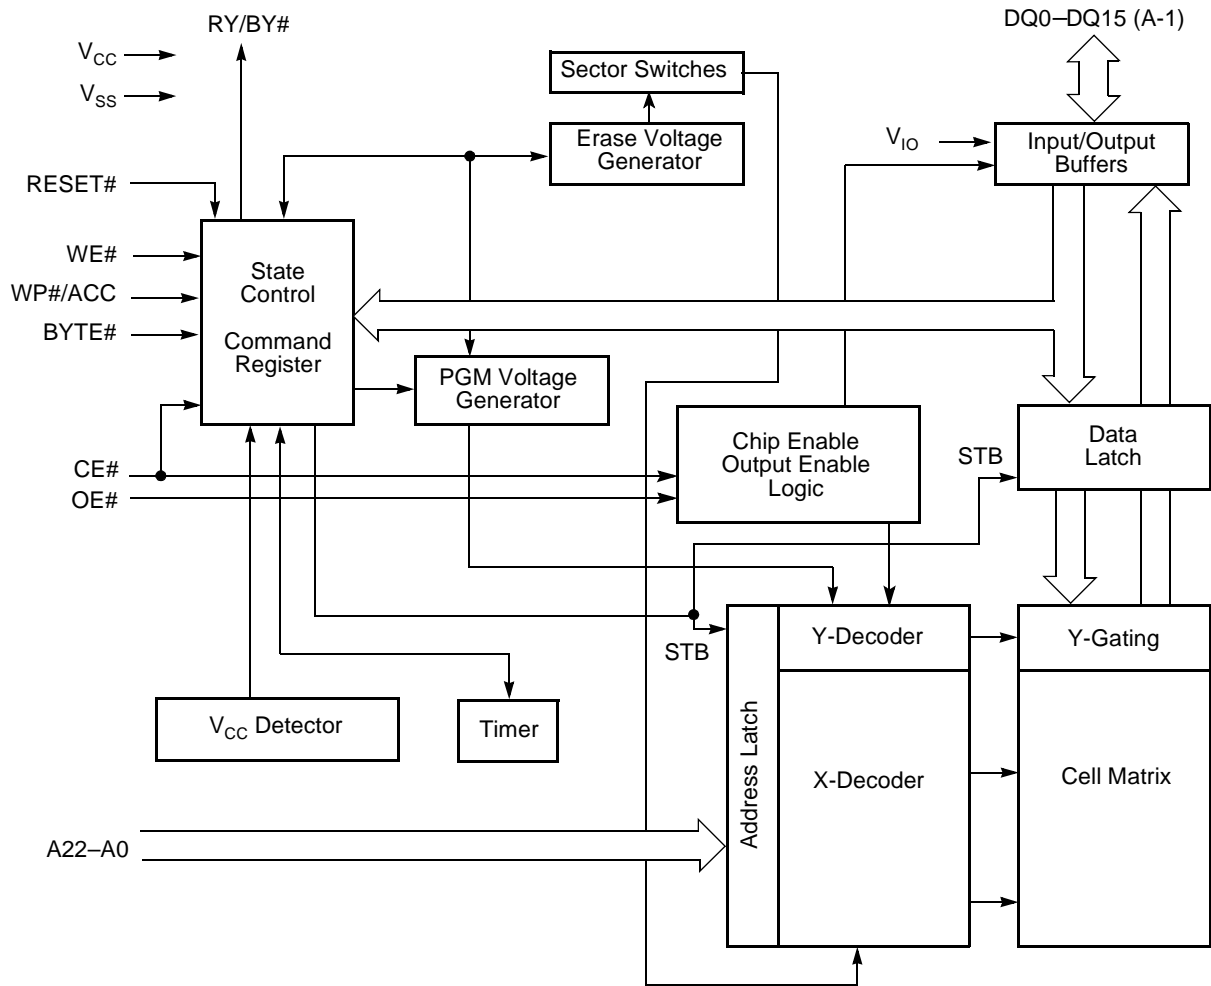 RY/BY#
DQ0–DQ15 (A-1)
VCC
VSS
Sector Switches
Erase Voltage
Generator
VIO
Input/Output
Buffers
RESET#
WE#
WP#/ACC
BYTE#
State
Control
Command
Register
PGM Voltage
Generator
Chip Enable
Output Enable
Logic
Data
Latch
STB
CE#
OE#
STB
Y-Decoder
Y-Gating
VCC Detector
Timer
Address Latch
X-Decoder
Cell Matrix
A22–A0